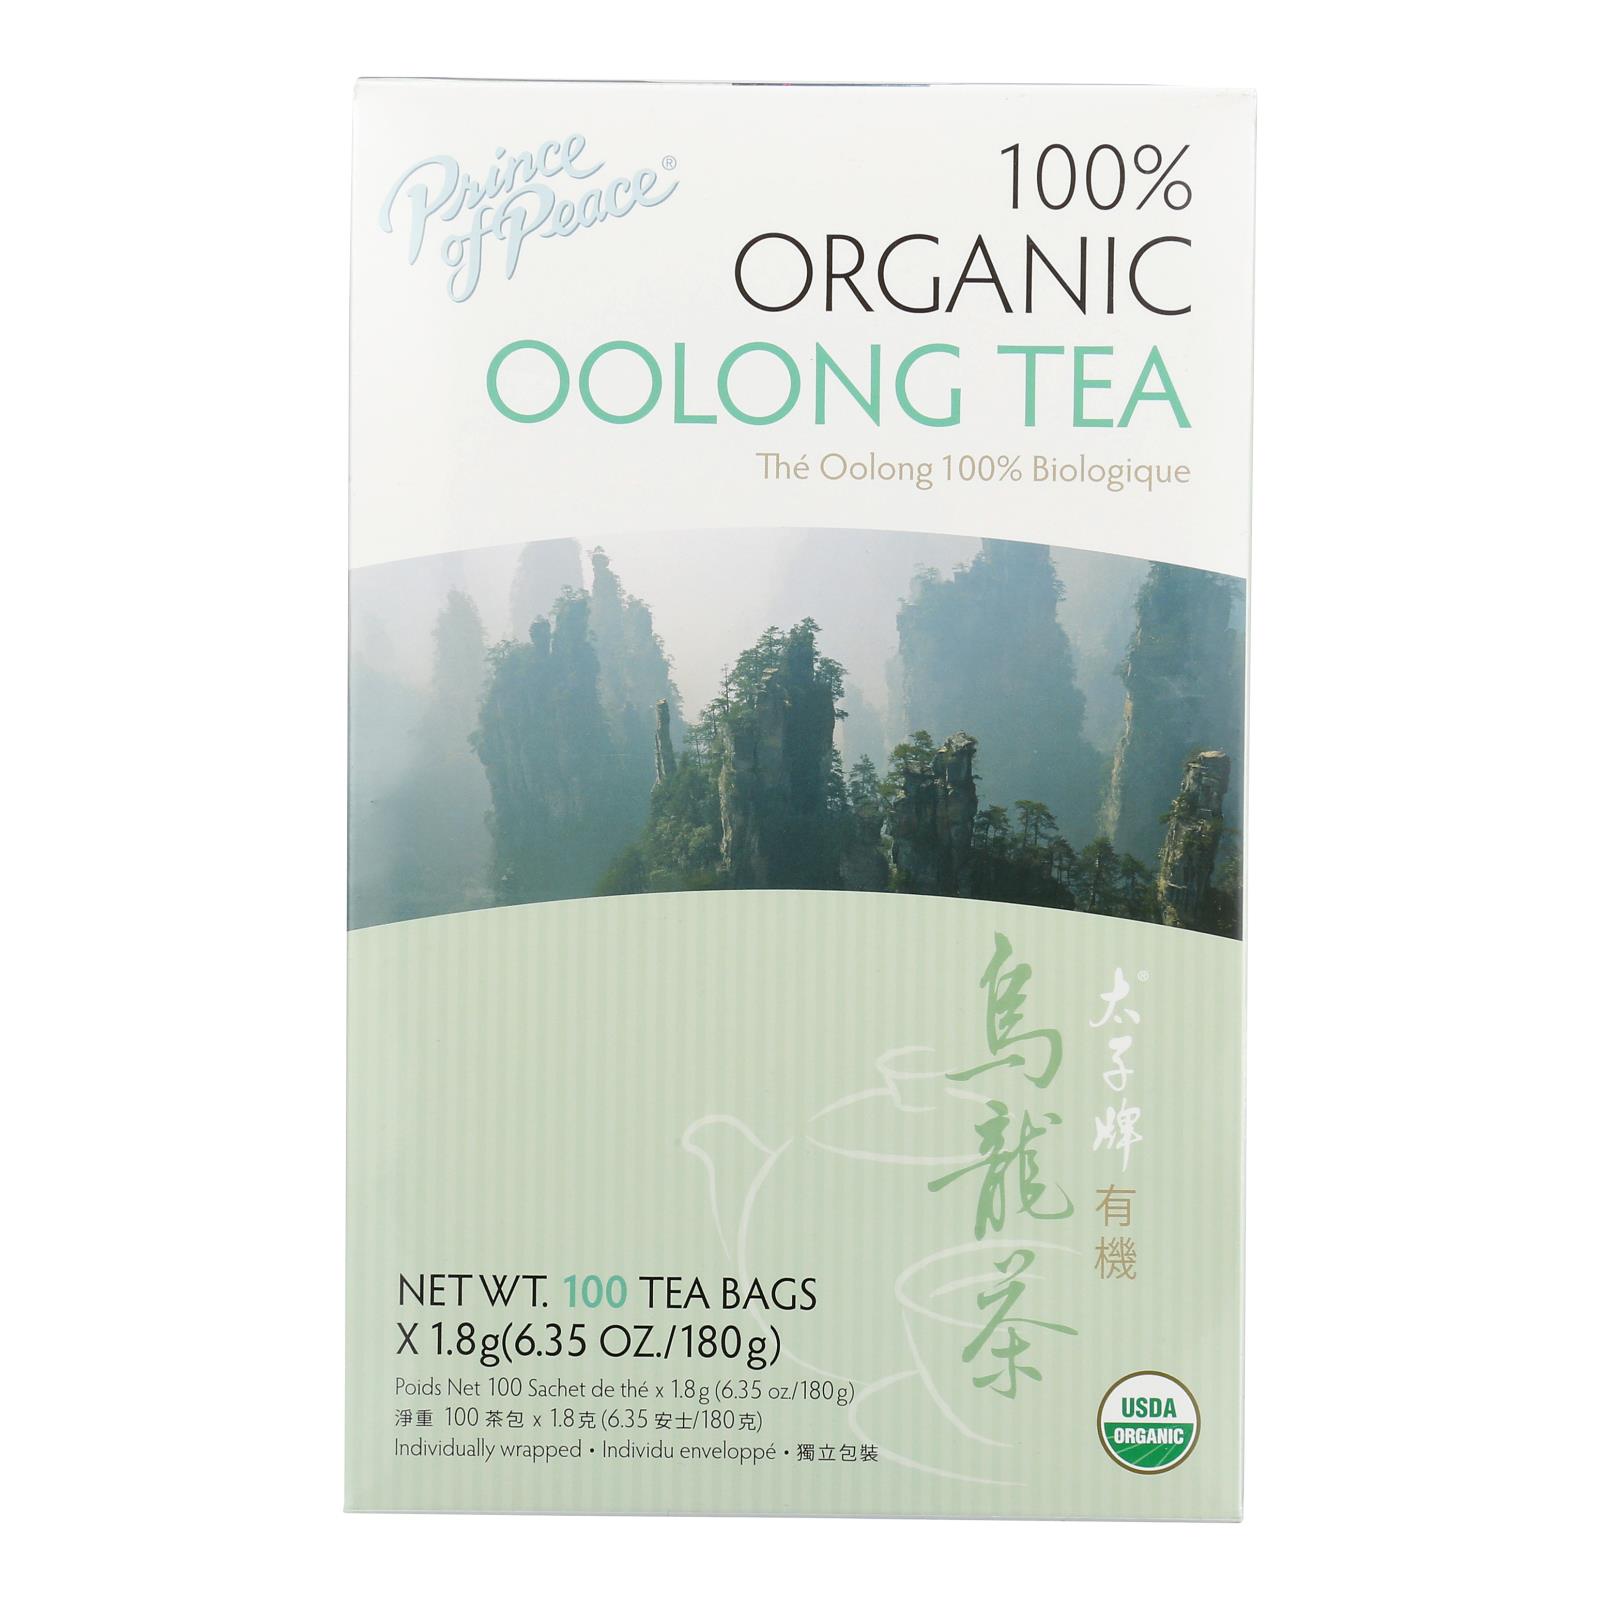 Prince
of Peace®
100%
ORGANIC
OOLONG TEA
Thé Oolong 100% Biologique
太子牌®
有機
烏龍茶
NET WT. 100 TEA BAGS
X 1.8g(6.35 OZ./180g)
Poids Net 100 Sachet de thé x 1.8g (6.35 oz./180g)
淨重 100 茶包 x 1.8克 (6.35 安士/180克)
Individually wrapped • Individu enveloppé • 獨立包裝
USDA
ORGANIC